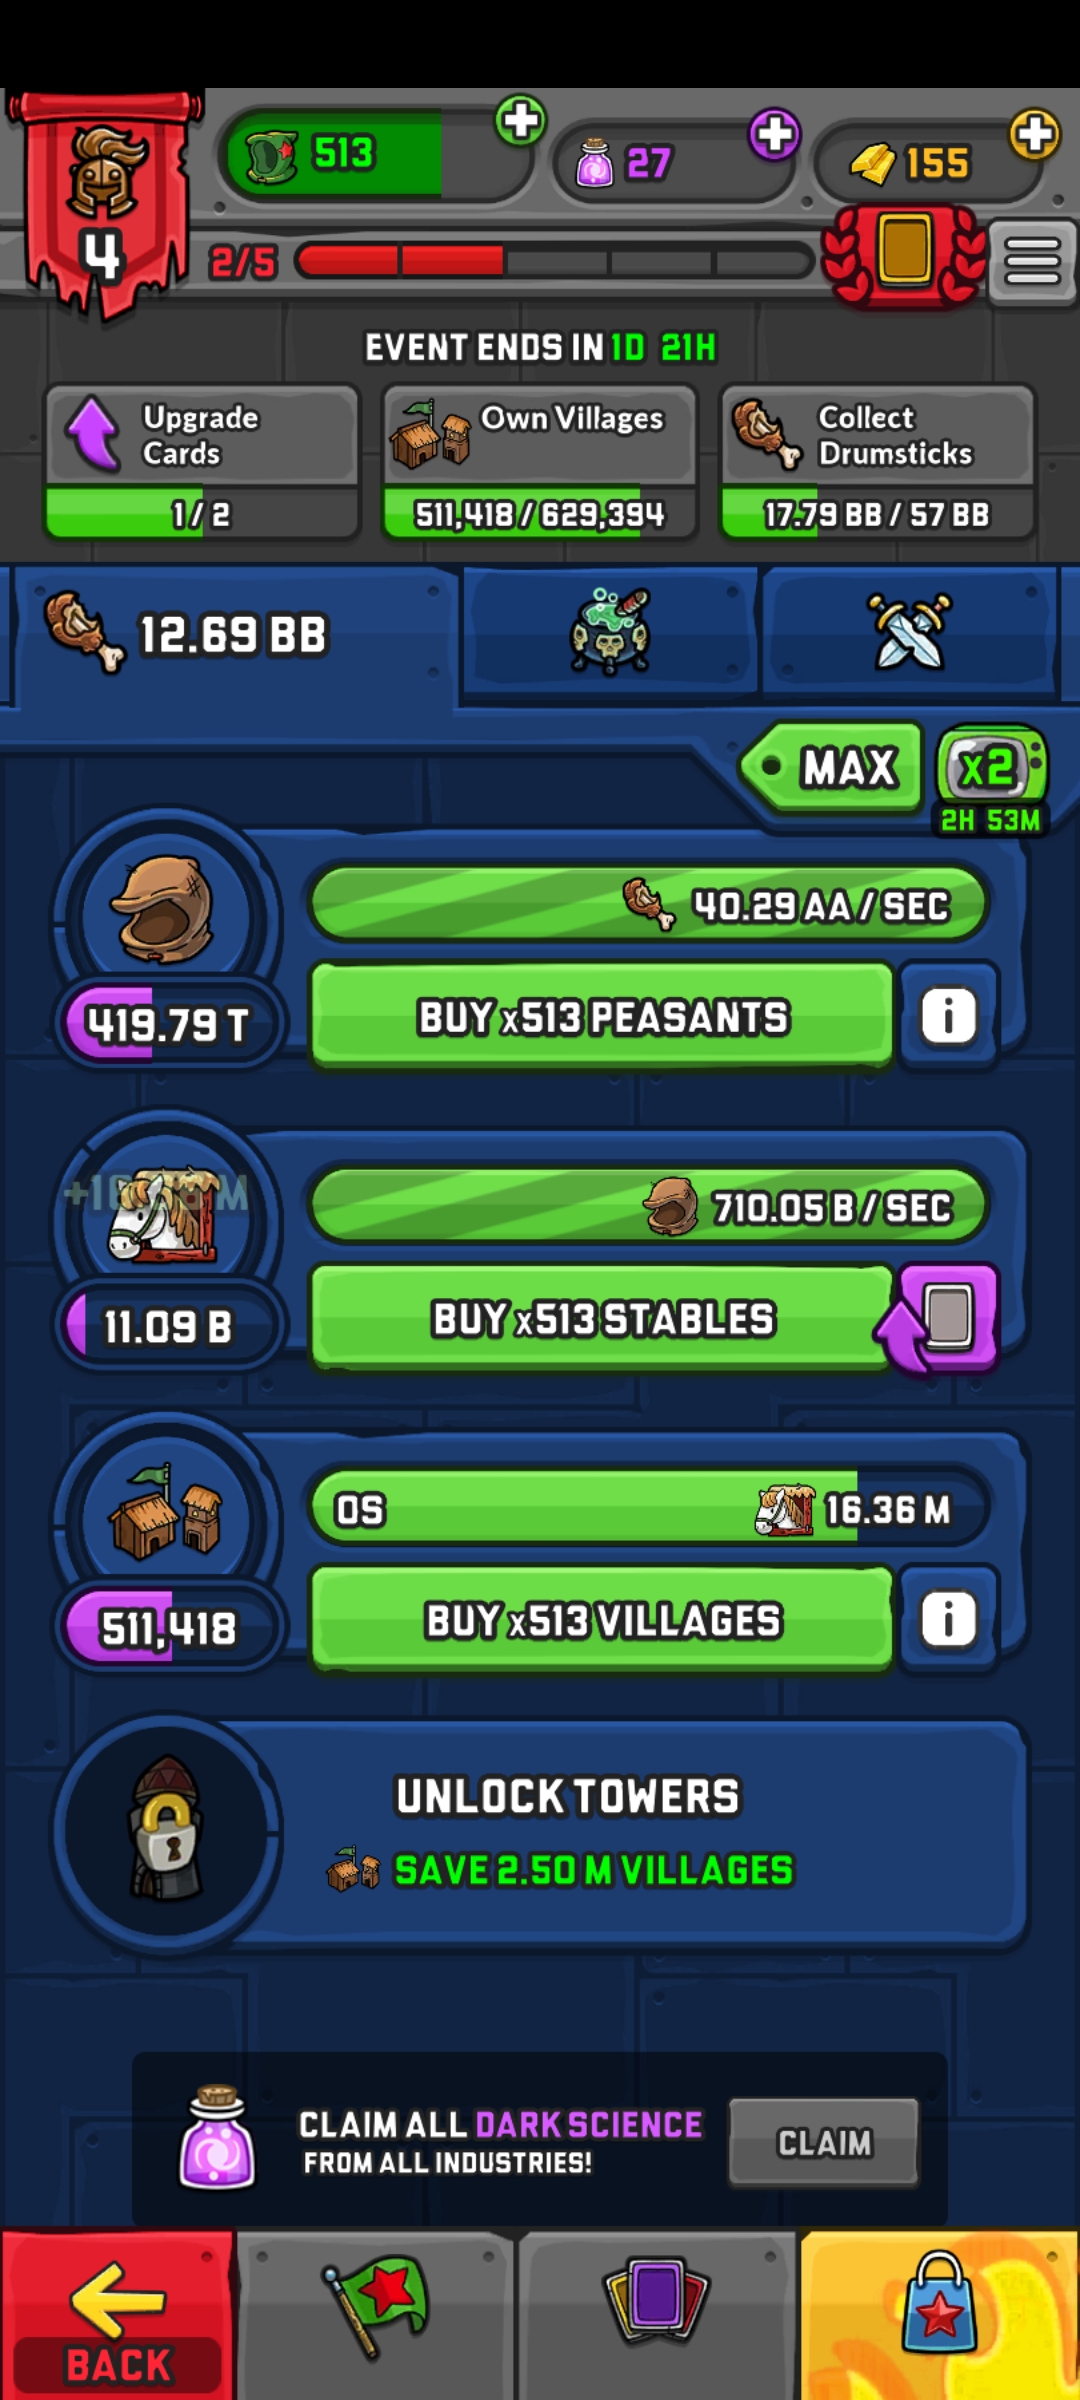 513
27
155
4
2/5
EVENT ENDS IN 1D 21H
Upgrade
Cards
1/2
Own Villages
511,418/629,394
Collect
Drumsticks
17.79 BB/57 BB
12.69 BB
MAX
x2
2H 53M
40.29 AA/SEC
419.79 T
BUY x513 PEASANTS
i
710.05 B/SEC
11.09 B
BUY x513 STABLES
0S
16.36 M
511,418
BUY x513 VILLAGES
i
UNLOCK TOWERS
SAVE 2.50 M VILLAGES
CLAIM ALL DARK SCIENCE
FROM ALL INDUSTRIES!
CLAIM
BACK